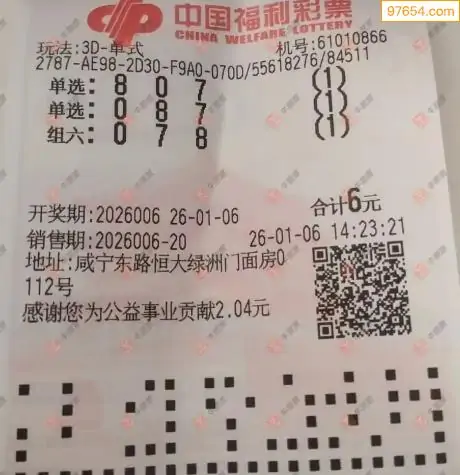 97654.com
中国福利彩票
CHINA WELFARE LOTTERY
玩法:3D-单式 机号:61010866
2787-AE98-2D30-F9A0-070D/55618276/84511
单选: 8 0 7 (1)
单选: 0 8 7 (1)
组六: 0 7 8 (1)
合计6元
开奖期:2026006 26-01-06
销售期:2026006-20 26-01-06 14:23:21
地址:咸宁东路恒大绿洲门面房0
112号
感谢您为公益事业贡献2.04元